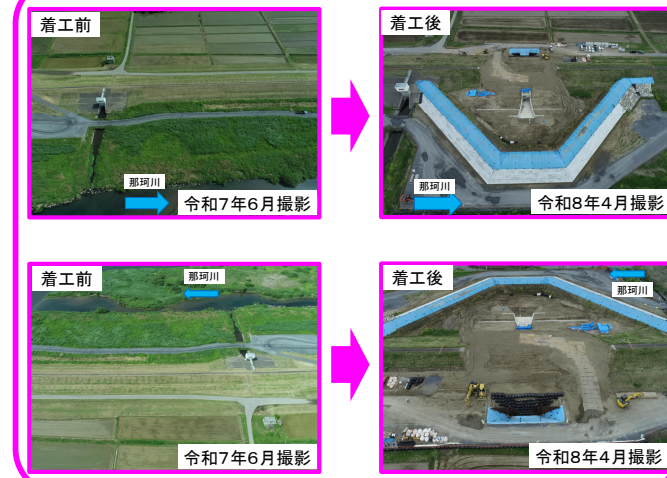 着工前
那珂川
令和7年6月撮影
着工後
那珂川
令和8年4月撮影
着工前
那珂川
令和7年6月撮影
着工後
那珂川
令和8年4月撮影